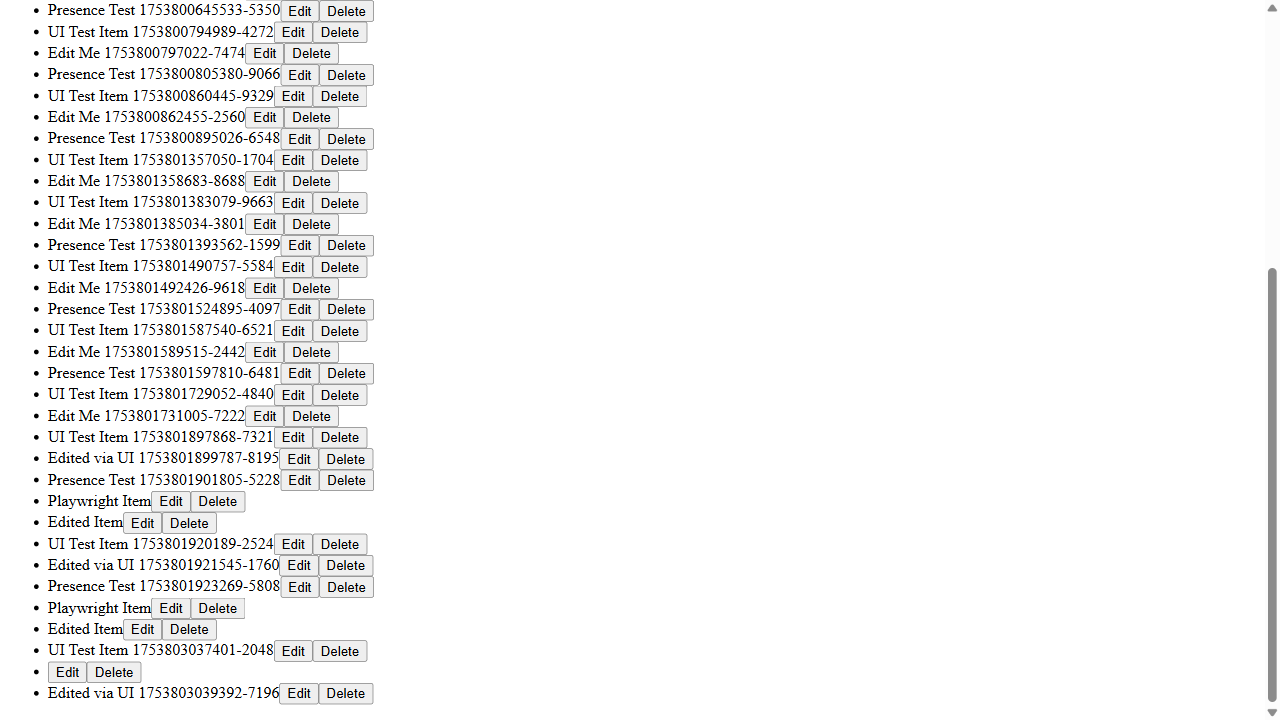 Presence Test 1753800645533-5350 Edit Delete
UI Test Item 1753800794989-4272 Edit Delete
Edit Me 1753800797022-7474 Edit Delete
Presence Test 1753800805380-9066 Edit Delete
UI Test Item 1753800860445-9329 Edit Delete
Edit Me 1753800862455-2560 Edit Delete
Presence Test 1753800895026-6548 Edit Delete
UI Test Item 1753801357050-1704 Edit Delete
Edit Me 1753801358683-8688 Edit Delete
UI Test Item 1753801383079-9663 Edit Delete
Edit Me 1753801385034-3801 Edit Delete
Presence Test 1753801393562-1599 Edit Delete
UI Test Item 1753801490757-5584 Edit Delete
Edit Me 1753801492426-9618 Edit Delete
Presence Test 1753801524895-4097 Edit Delete
UI Test Item 1753801587540-6521 Edit Delete
Edit Me 1753801589515-2442 Edit Delete
Presence Test 1753801597810-6481 Edit Delete
UI Test Item 1753801729052-4840 Edit Delete
Edit Me 1753801731005-7222 Edit Delete
UI Test Item 1753801897868-7321 Edit Delete
Edited via UI 1753801899787-8195 Edit Delete
Presence Test 1753801901805-5228 Edit Delete
Playwright Item Edit Delete
Edited Item Edit Delete
UI Test Item 1753801920189-2524 Edit Delete
Edited via UI 1753801921545-1760 Edit Delete
Presence Test 1753801923269-5808 Edit Delete
Playwright Item Edit Delete
Edited Item Edit Delete
UI Test Item 1753803037401-2048 Edit Delete
Edit Delete
Edited via UI 1753803039392-7196 Edit Delete